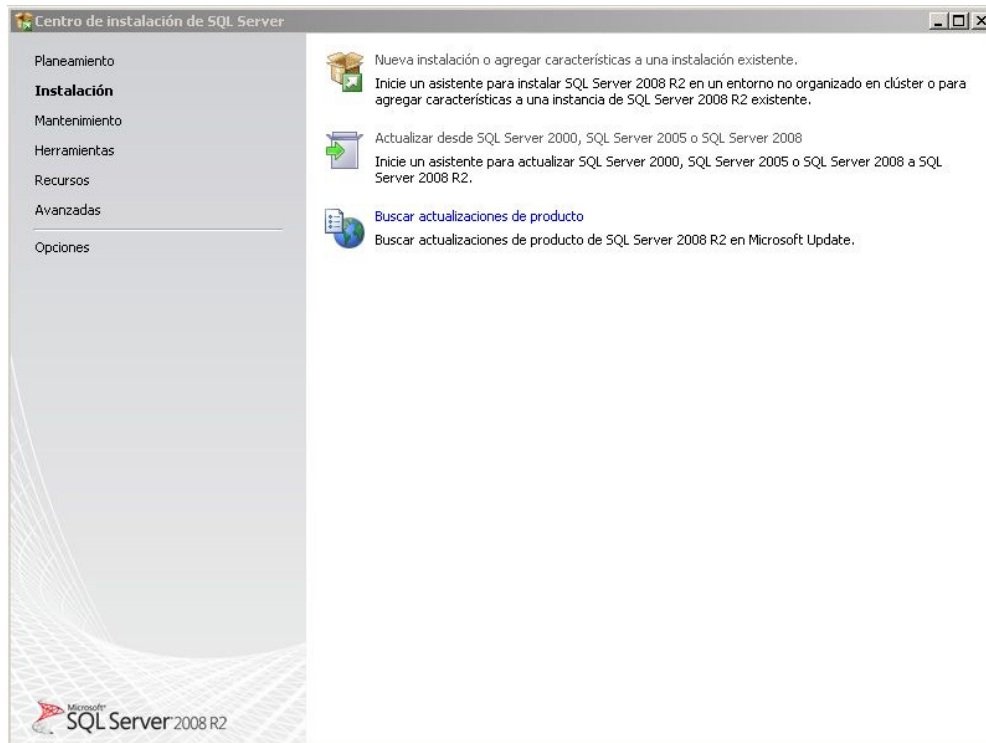 Centro de instalación de SQL Server
Planeamiento
Instalación
Mantenimiento
Herramientas
Recursos
Avanzadas
Opciones
Nueva instalación o agregar características a una instalación existente.
Inicie un asistente para instalar SQL Server 2008 R2 en un entorno no organizado en clúster o para
agregar características a una instancia de SQL Server 2008 R2 existente.
Actualizar desde SQL Server 2000, SQL Server 2005 o SQL Server 2008
Inicie un asistente para actualizar SQL Server 2000, SQL Server 2005 o SQL Server 2008 a SQL
Server 2008 R2.
Buscar actualizaciones de producto
Buscar actualizaciones de producto de SQL Server 2008 R2 en Microsoft Update.
Microsoft
SQL Server 2008 R2